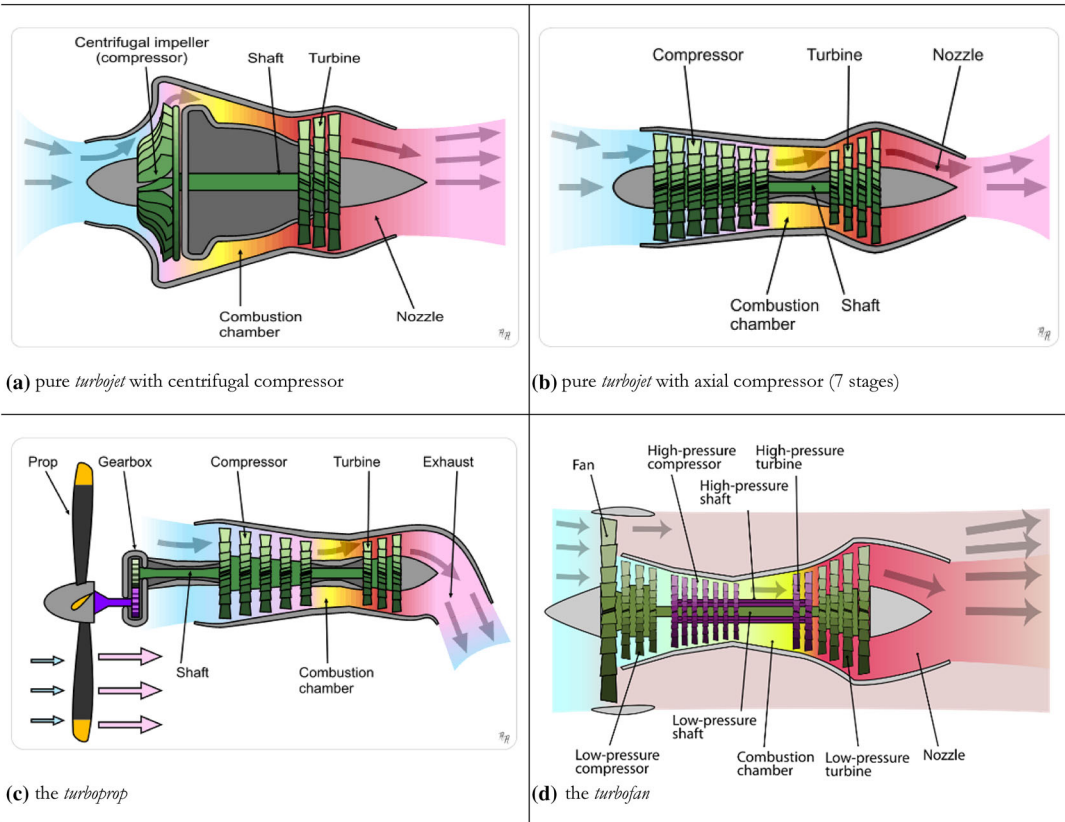 Centrifugal impeller
(compressor)
Shaft
Turbine
Combustion
chamber
Nozzle
(a) pure turbojet with centrifugal compressor
Compressor
Turbine
Nozzle
Combustion
chamber
Shaft
(b) pure turbojet with axial compressor (7 stages)
Prop
Gearbox
Compressor
Turbine
Exhaust
Shaft
Combustion
chamber
(c) the turboprop
Fan
High-pressure
compressor
High-pressure
shaft
High-pressure
turbine
Low-pressure
compressor
Low-pressure
shaft
Combustion
chamber
Low-pressure
turbine
Nozzle
(d) the turbofan